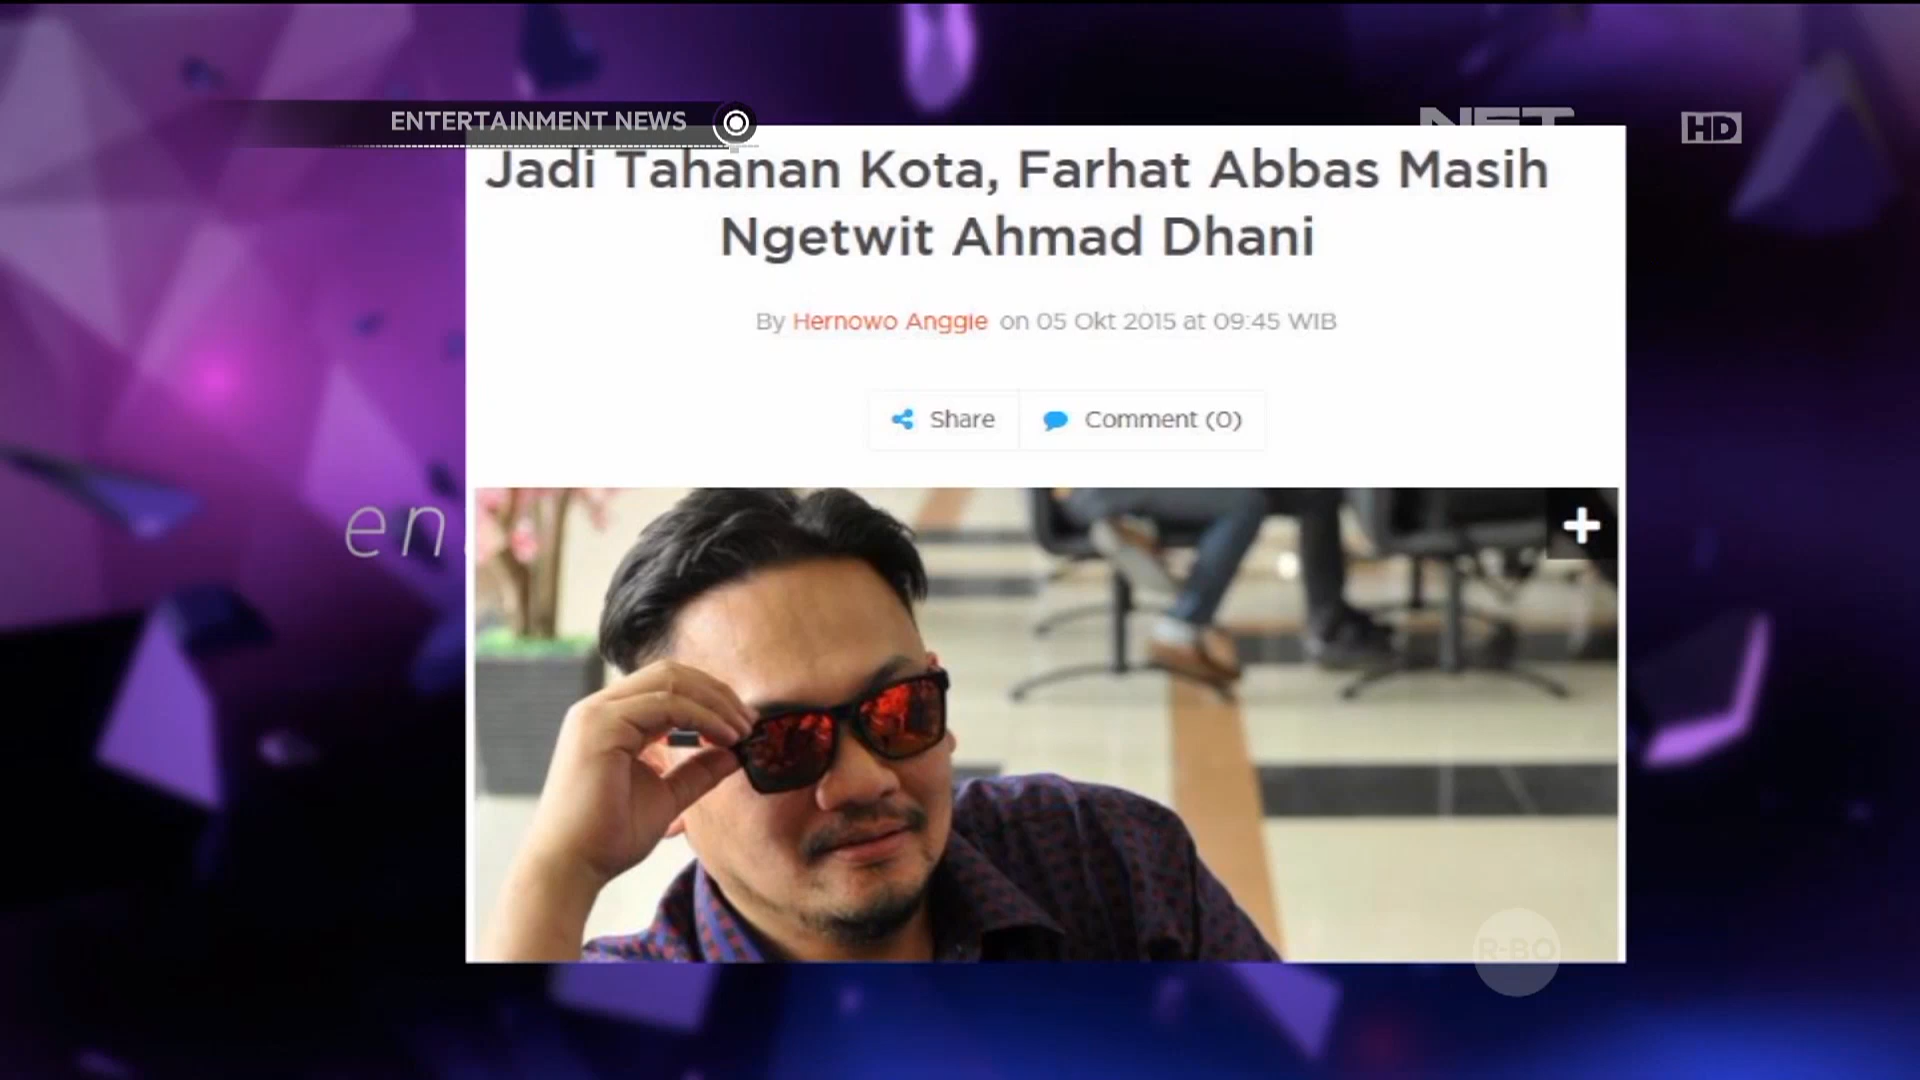 ENTERTAINMENT NEWS
NET
HD
Jadi Tahanan Kota, Farhat Abbas Masih
Ngetwit Ahmad Dhani
By Hernowo Anggie on 05 Okt 2015 at 09:45 WIB
Share
Comment (0)
en
R-BO